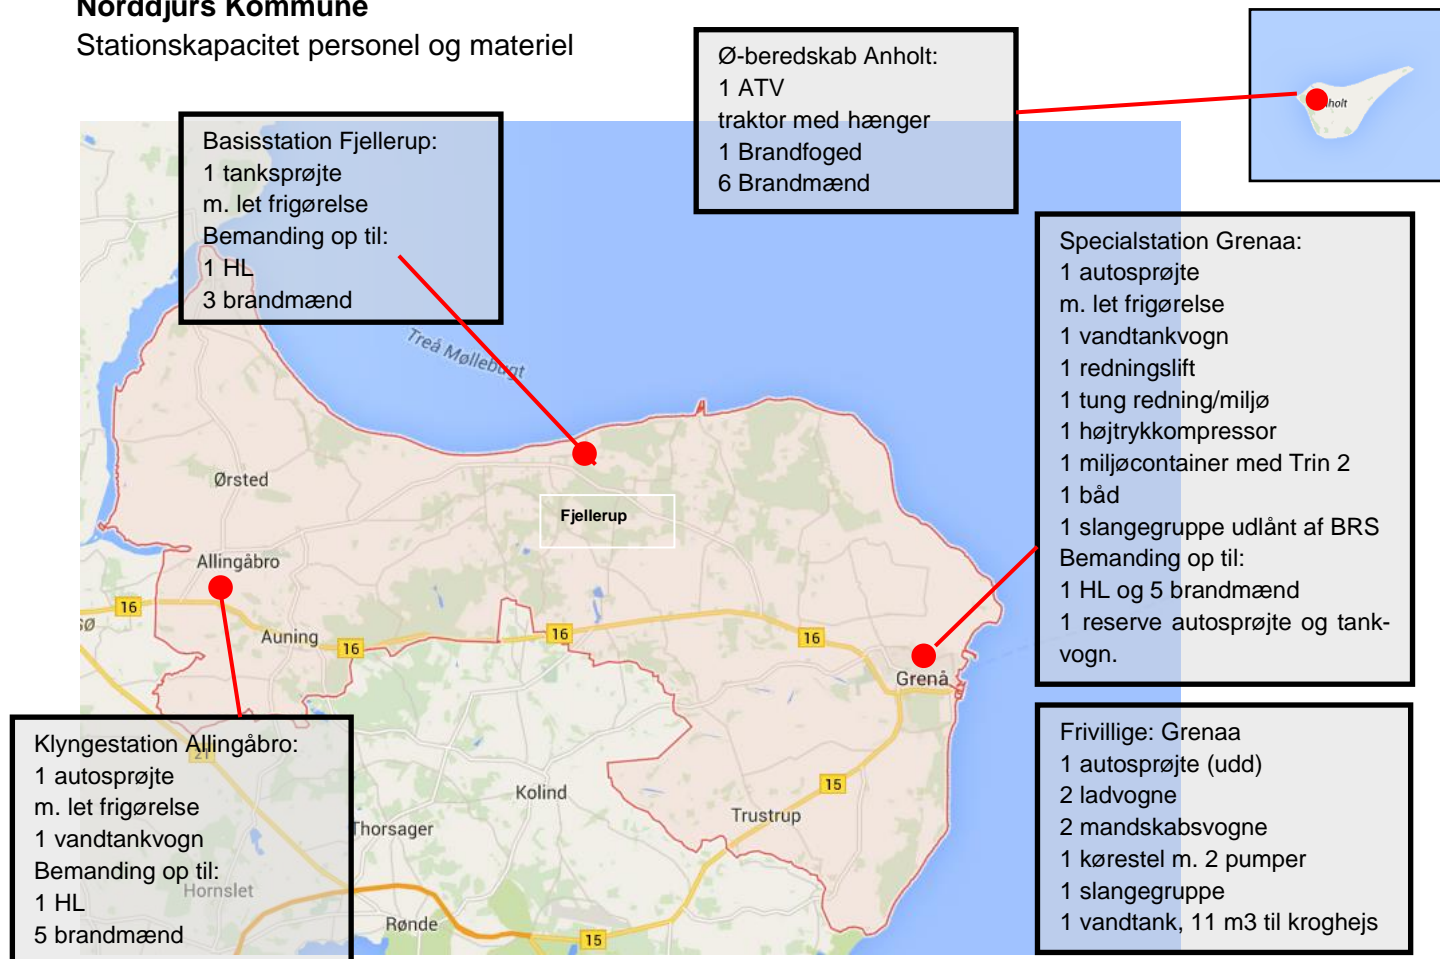 Norddjurs Kommune
Stationskapacitet personel og materiel
Ø-beredskab Anholt:
1 ATV
traktor med hænger
1 Brandfoged
6 Brandmænd
holt
Basisstation Fjellerup:
1 tanksprøjte
m. let frigørelse
Bemanding op til:
1 HL
3 brandmænd
Specialstation Grenaa:
1 autosprøjte
m. let frigørelse
1 vandtankvogn
1 redningslift
1 tung redning/miljø
1 højtrykkompressor
1 miljøcontainer med Trin 2
1 båd
1 slangegruppe udlånt af BRS
Bemanding op til:
1 HL og 5 brandmænd
1 reserve autosprøjte og tank-
vogn.
Treå Møllebugt
Ørsted
Fjellerup
Allingåbro
16
sø
Auning
16
16
16
Grenå
Klyngestation Allingåbro:
1 autosprøjte
m. let frigørelse
1 vandtankvogn
Bemanding op til:
1 HL
5 brandmænd
21
Hornslet
Thorsager
Kolind
Rønde
Trustrup
15
15
Frivillige: Grenaa
1 autosprøjte (udd)
2 ladvogne
2 mandskabsvogne
1 kørestel m. 2 pumper
1 slangegruppe
1 vandtank, 11 m3 til kroghejs